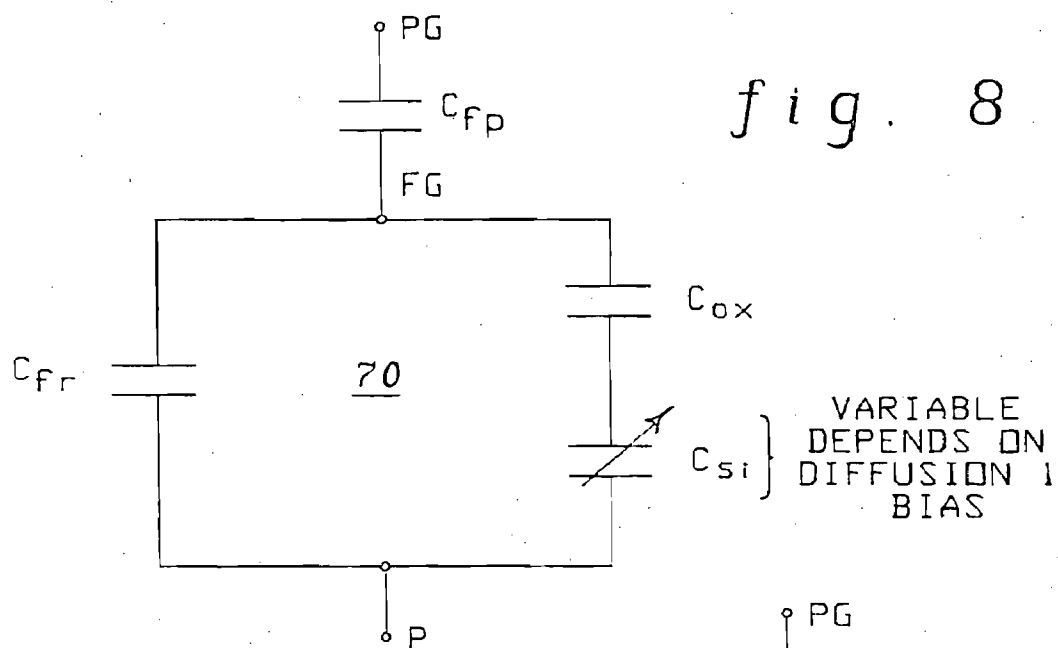 PG
fig. 8
Cfp
FG
Cox
Cfr
70
VARIABLE
DEPENDS ON
CSi
DIFFUSION 1
BIAS
PG
P